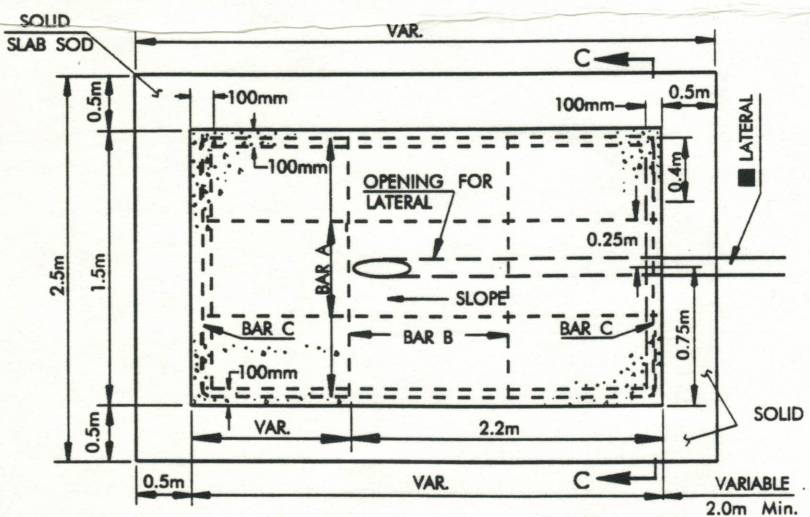 SOLID
SLAB SOD
VAR.
C
0.5m
100mm
100mm
0.5m
LATERAL
100mm
OPENING FOR
LATERAL
0.4m
0.25m
2.5m
1.5m
BAR A
SLOPE
BAR C
BAR B
BAR C
0.75m
100mm
SOLID
VAR.
2.2m
0.5m
C
0.5m
VAR.
VARIABLE
2.0m Min.